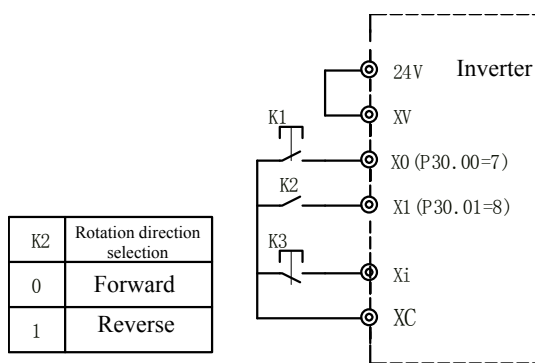 24V Inverter
XV
K1
X0 (P30.00=7)
K2
X1 (P30.01=8)
K3
Xi
XC
K2 Rotation direction
selection
0 Forward
1 Reverse